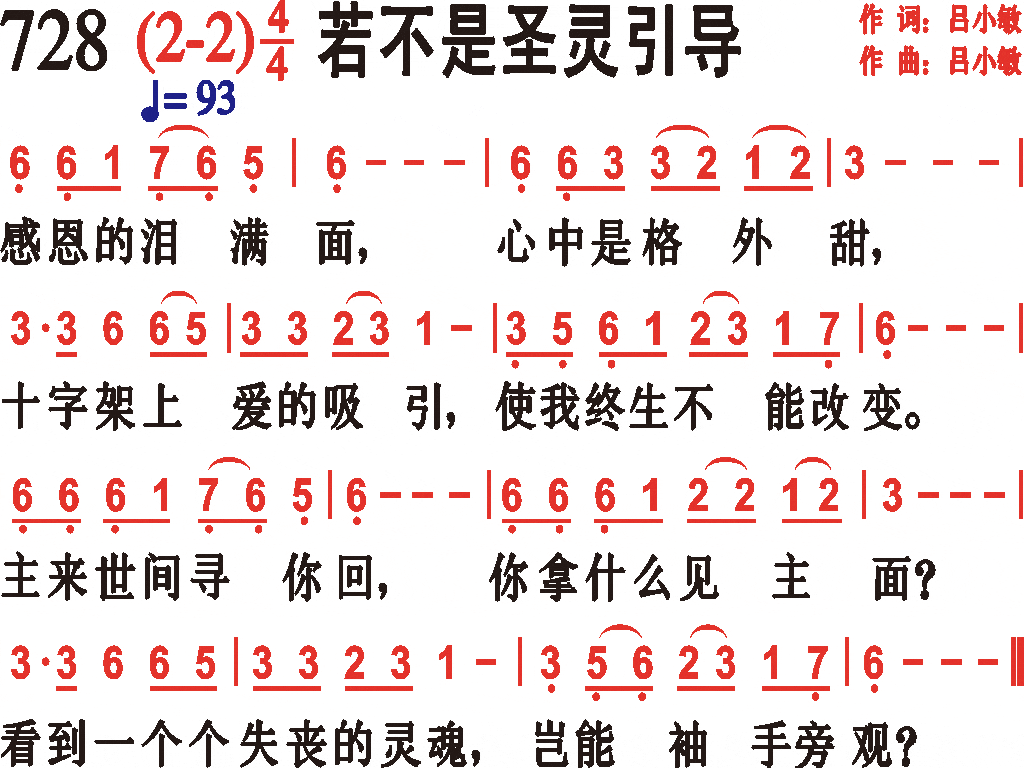 728 (2-2) 4/4 若不是圣灵引导 作 词：吕小敏
♩= 93 作 曲：吕小敏
6 6 1 7 6 5 | 6 - - - | 6 6 3 3 2 1 2 | 3 - - - |
感恩的泪 满 面， 心中是格 外 甜，
3·3 6 6 5 | 3 3 2 3 1 - | 3 5 6 1 2 3 1 7 | 6 - - - |
十字架上 爱的吸 引， 使我终生不 能改变。
6 6 6 1 7 6 5 | 6 - - - | 6 6 6 1 2 2 1 2 | 3 - - - |
主来世间寻 你回， 你拿什么见 主 面？
3·3 6 6 5 | 3 3 2 3 1 - | 3 5 6 2 3 1 7 | 6 - - - ‖
看到一个个失丧的灵魂， 岂能 袖 手旁观？